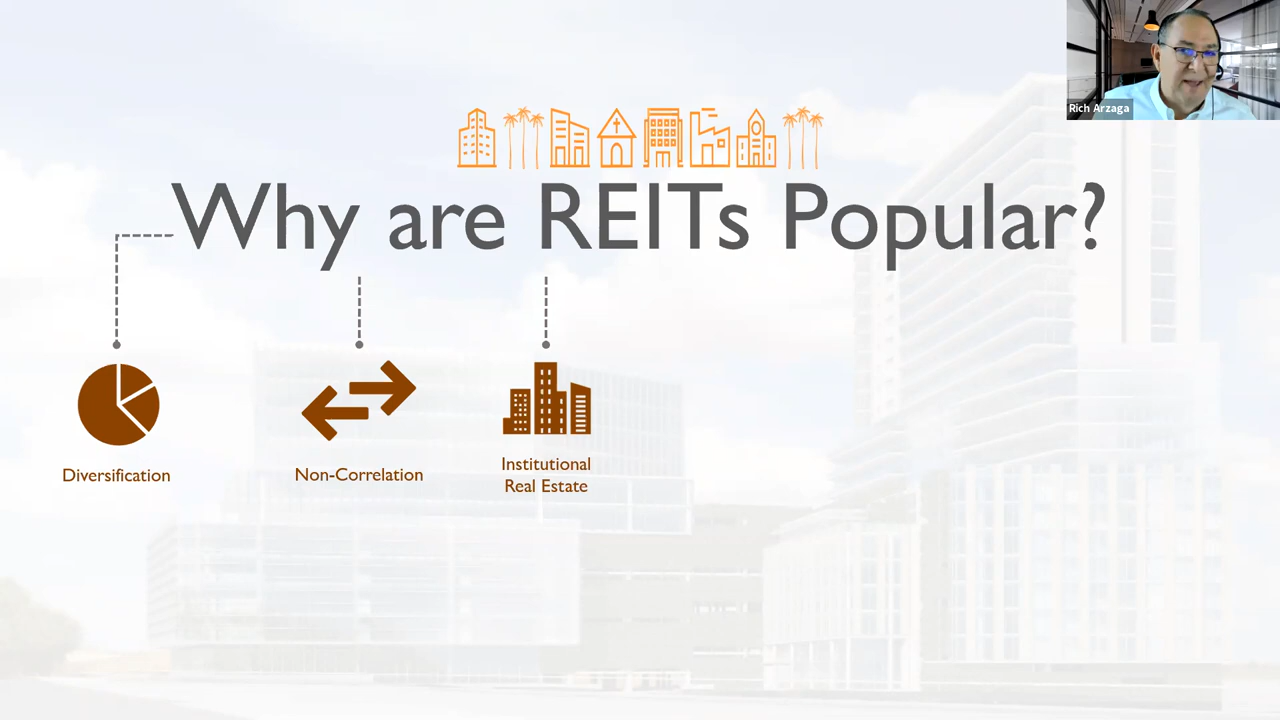 Rich Arzaga
Why are REITs Popular?
Diversification
Non-Correlation
Institutional
Real Estate